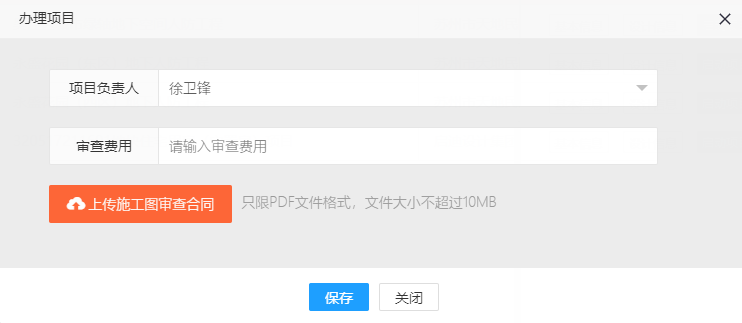 办理项目
项目负责人 徐卫锋
审查费用 请输入审查费用
上传施工图审查合同 只限PDF文件格式，文件大小不超过10MB
保存 关闭